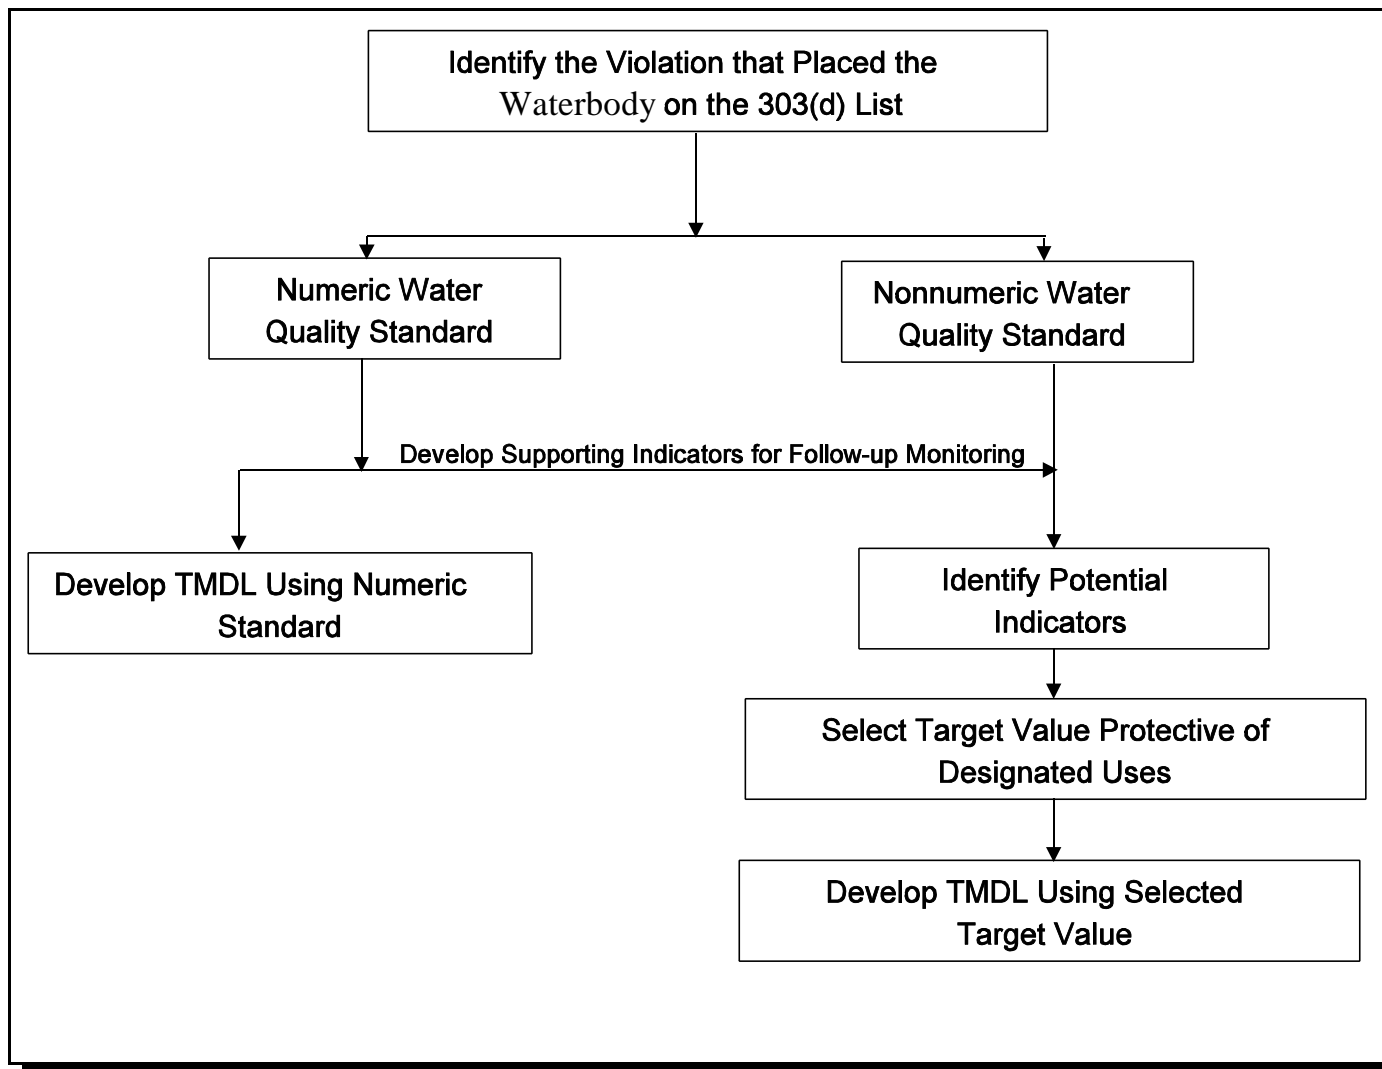 Identify the Violation that Placed the
Waterbody on the 303(d) List
Numeric Water
Quality Standard
Nonnumeric Water
Quality Standard
Develop Supporting Indicators for Follow-up Monitoring
Develop TMDL Using Numeric
Standard
Identify Potential
Indicators
Select Target Value Protective of
Designated Uses
Develop TMDL Using Selected
Target Value